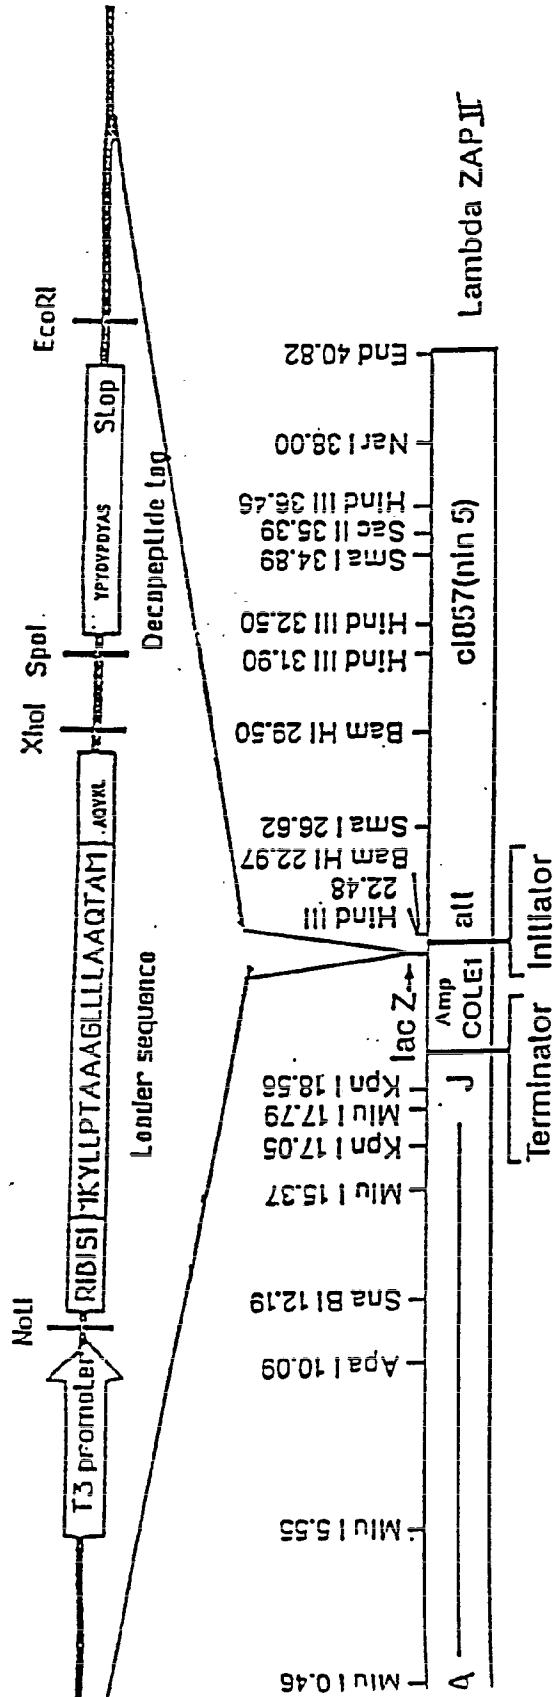 NotI
XhoI SpoI
EcoRI
T3 promoter
RIBISI MKYLLPTAAAGLLLLAAQTAM .AQVKL
YPYDVPDYAS Stop
Leader sequence
Decapeptide tag
Mlu I 0.46
Mlu I 5.55
Apa I 10.09
Sna BI 12.19
Mlu I 15.37
Kpn I 17.05
Mlu I 17.79
Kpn I 18.56
lac Z
Hind III 22.48
Bam HI 22.97
Sma I 26.62
Bam HI 29.50
Hind III 31.90
Hind III 32.50
Sma I 34.89
Sac II 35.39
Hind III 36.45
Nar I 38.00
End 40.82
A
J
Amp
COLE1
att
cI857(nin 5)
Terminator
Initiator
Lambda ZAP II